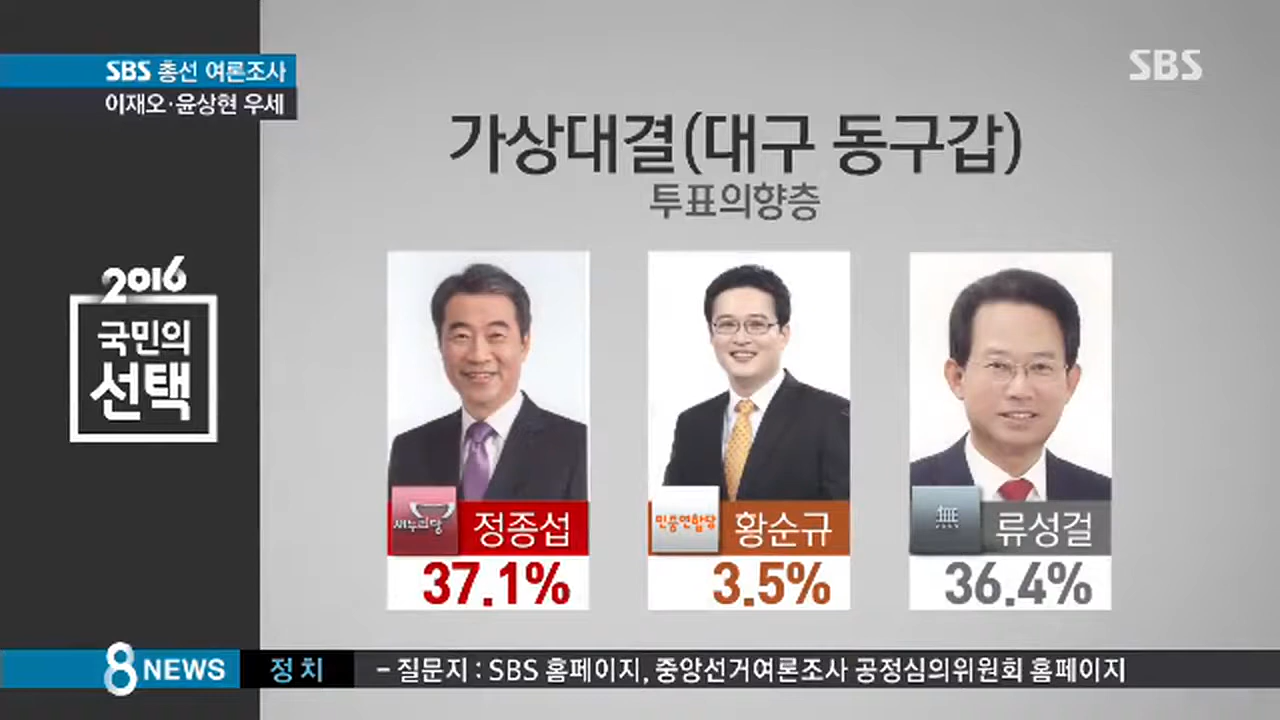 SBS 총선 여론조사
이재오·윤상현 우세
SBS
가상대결(대구 동구갑)
투표의향층
2016
국민의
선택
새누리당
정종섭
37.1%
민중연합당
황순규
3.5%
無
류성걸
36.4%
8 NEWS
정치
- 질문지 : SBS 홈페이지, 중앙선거여론조사 공정심의위원회 홈페이지